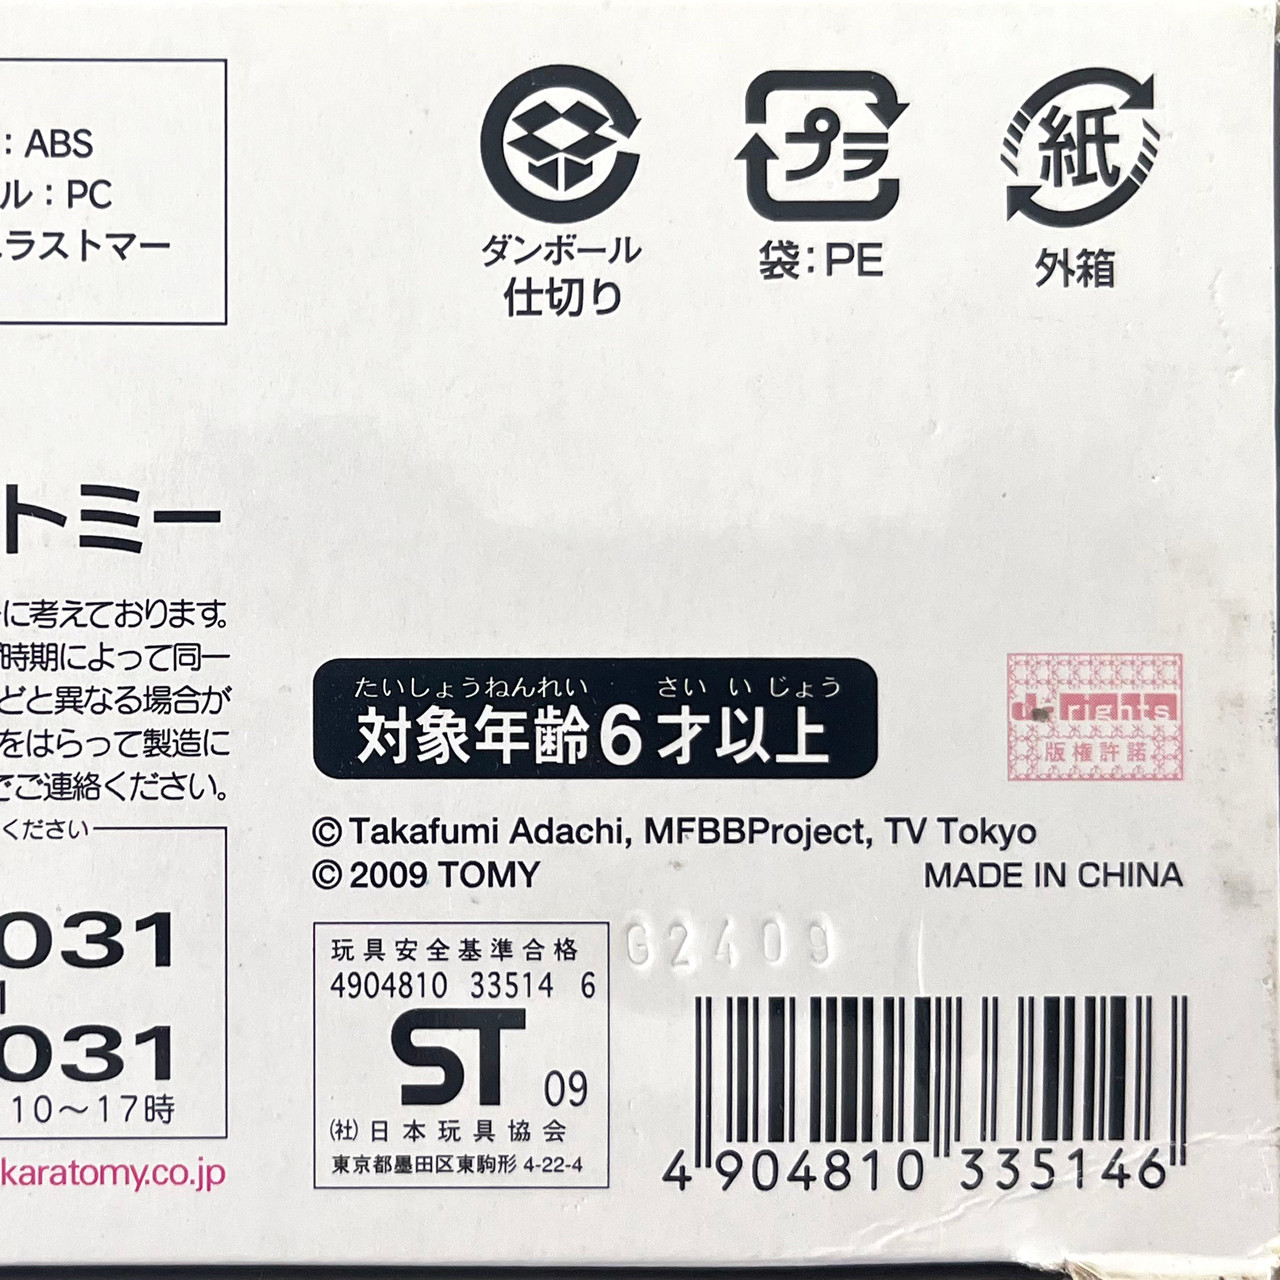 : ABS
ル : PC
エラストマー
ダンボール
仕切り
プラ
袋:PE
紙
外箱
トミー
に考えております。
時期によって同一
どと異なる場合が
をはらって製造に
でご連絡ください。
ください
031
031
10〜17時
karatomy.co.jp
たいしょうねんれい さい い じょう
対象年齢6才以上
d-rights
版権許諾
© Takafumi Adachi, MFBBProject, TV Tokyo
© 2009 TOMY
MADE IN CHINA
玩具安全基準合格
4904810 33514 6
ST 09
(社)日本玩具協会
東京都墨田区東駒形 4-22-4
G2409
4 904810 335146